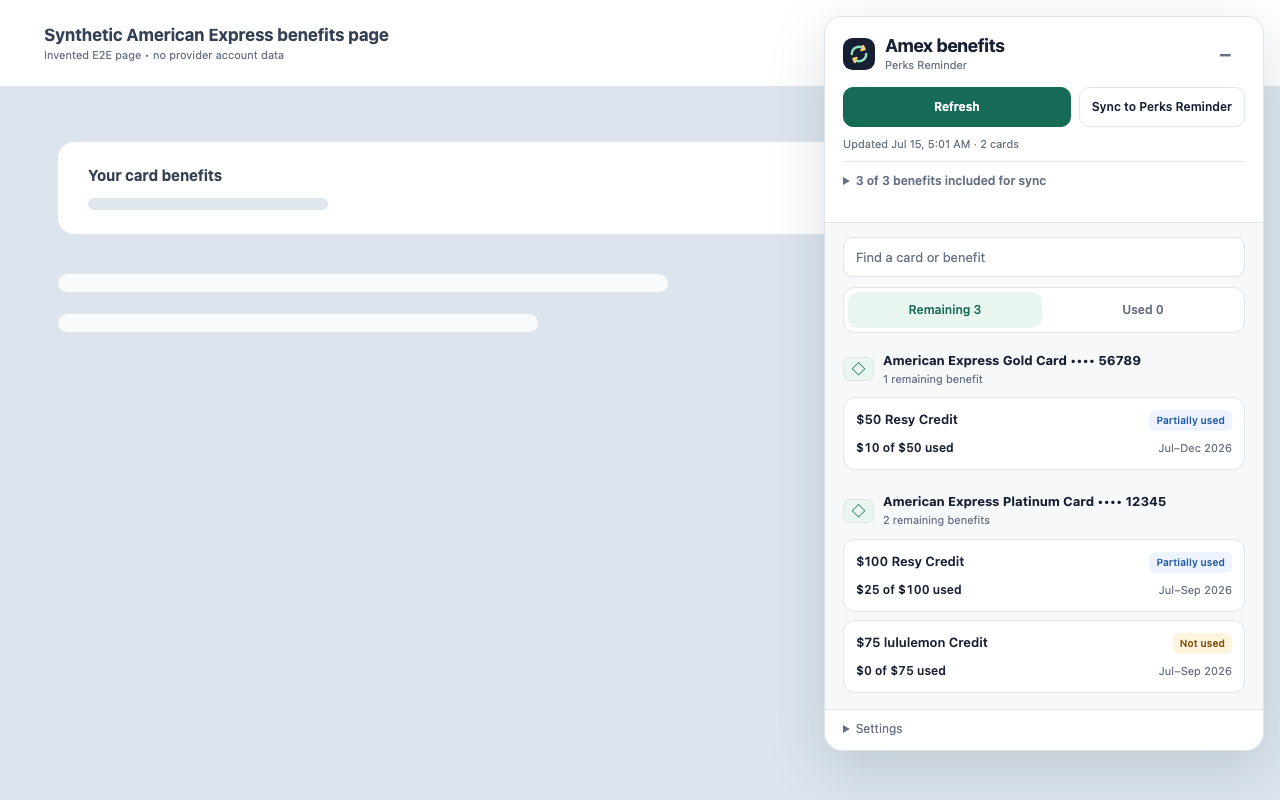 Synthetic American Express benefits page
Invented E2E page • no provider account data
Your card benefits
Amex benefits
Perks Reminder
Refresh
Sync to Perks Reminder
Updated Jul 15, 5:01 AM · 2 cards
3 of 3 benefits included for sync
Find a card or benefit
Remaining 3
Used 0
American Express Gold Card •••• 56789
1 remaining benefit
$50 Resy Credit
Partially used
$10 of $50 used
Jul–Dec 2026
American Express Platinum Card •••• 12345
2 remaining benefits
$100 Resy Credit
Partially used
$25 of $100 used
Jul–Sep 2026
$75 lululemon Credit
Not used
$0 of $75 used
Jul–Sep 2026
Settings